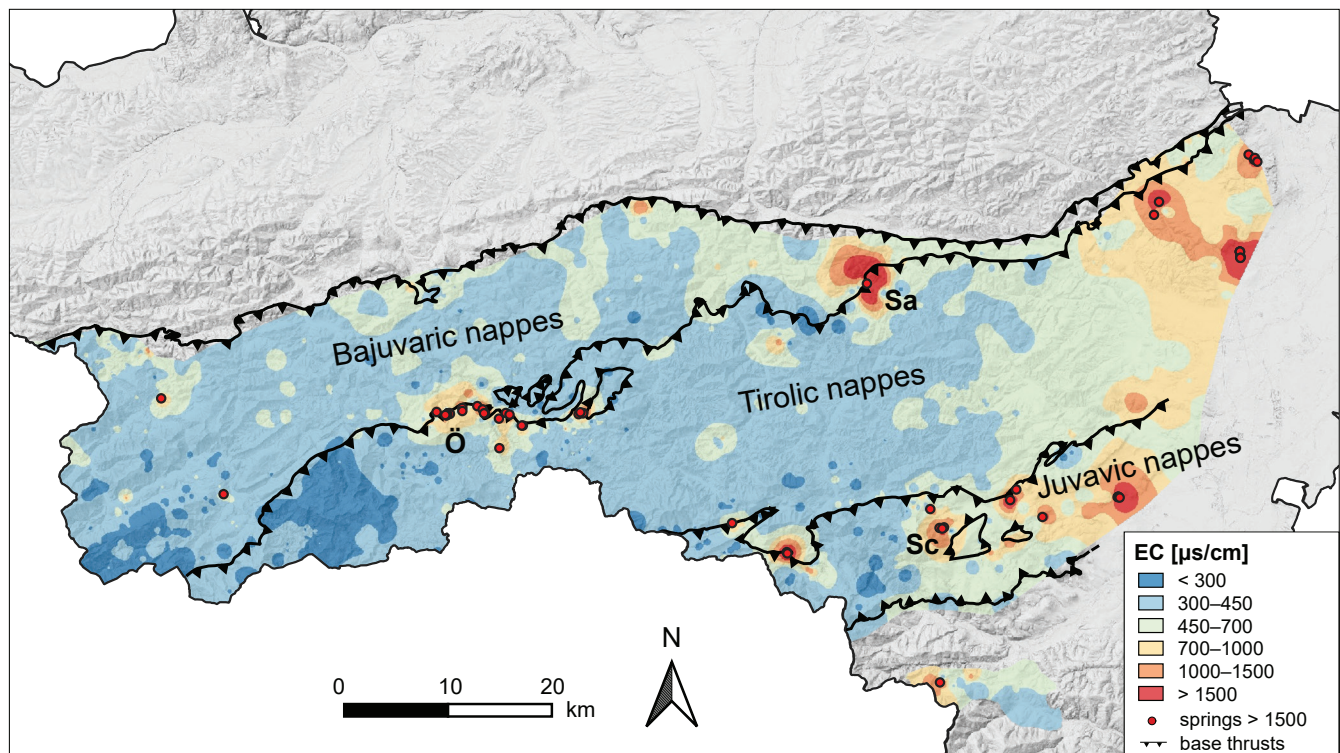 Sa
Bajuvaric nappes
Tirolic nappes
Ö
Juvavic nappes
Sc
N
0 10 20
km
EC [µs/cm]
< 300
300–450
450–700
700–1000
1000–1500
> 1500
springs > 1500
base thrusts